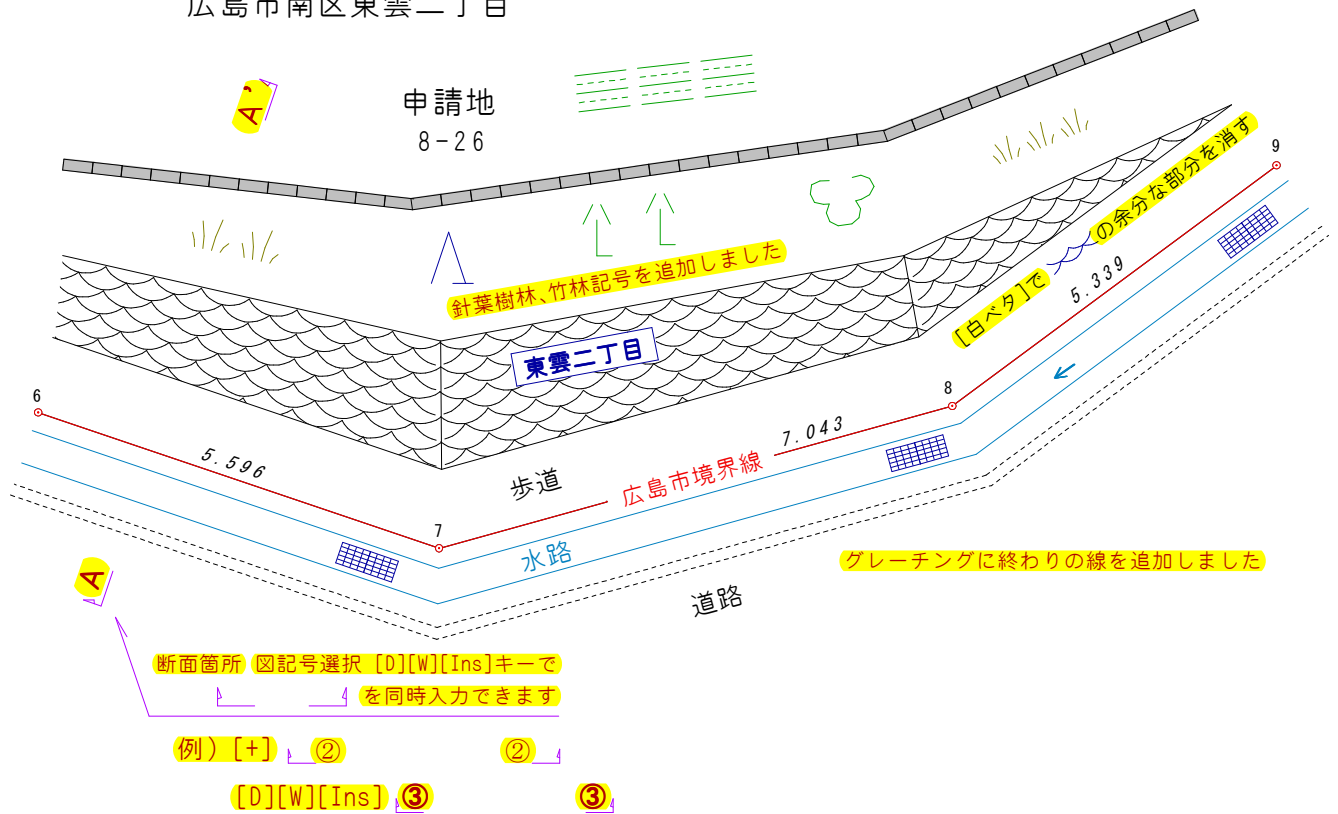 広島市南区東雲二丁目
A'
申請地
8-26
9
[白ベタ]で の余分な部分を消す
5.339
針葉樹林、竹林記号を追加しました
東雲二丁目
6
8
5.596
7.043
広島市境界線
歩道
7
水路
グレーチングに終わりの線を追加しました
A
道路
断面箇所 図記号選択 [D][W][Ins]キーで
を同時入力できます
例) [+] ② ②
[D][W][Ins] ③ ③